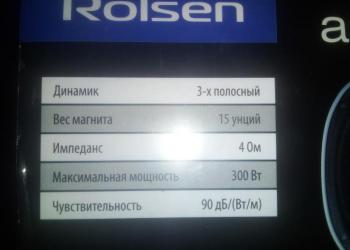 Rolsen
a
Динамик 3-х полосный
Вес магнита 15 унций
Импеданс 4 Ом
Максимальная мощность 300 Вт
Чувствительность 90 дБ/(Вт/м)